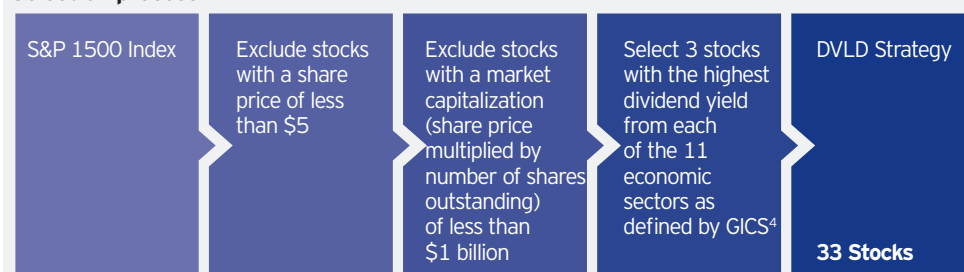 S&P 1500 Index
Exclude stocks
with a share
price of less
than $5
Exclude stocks
with a market
capitalization
(share price
multiplied by
number of shares
outstanding)
of less than
$1 billion
Select 3 stocks
with the highest
dividend yield
from each
of the 11
economic
sectors as
defined by GICS⁴
DVLD Strategy
33 Stocks